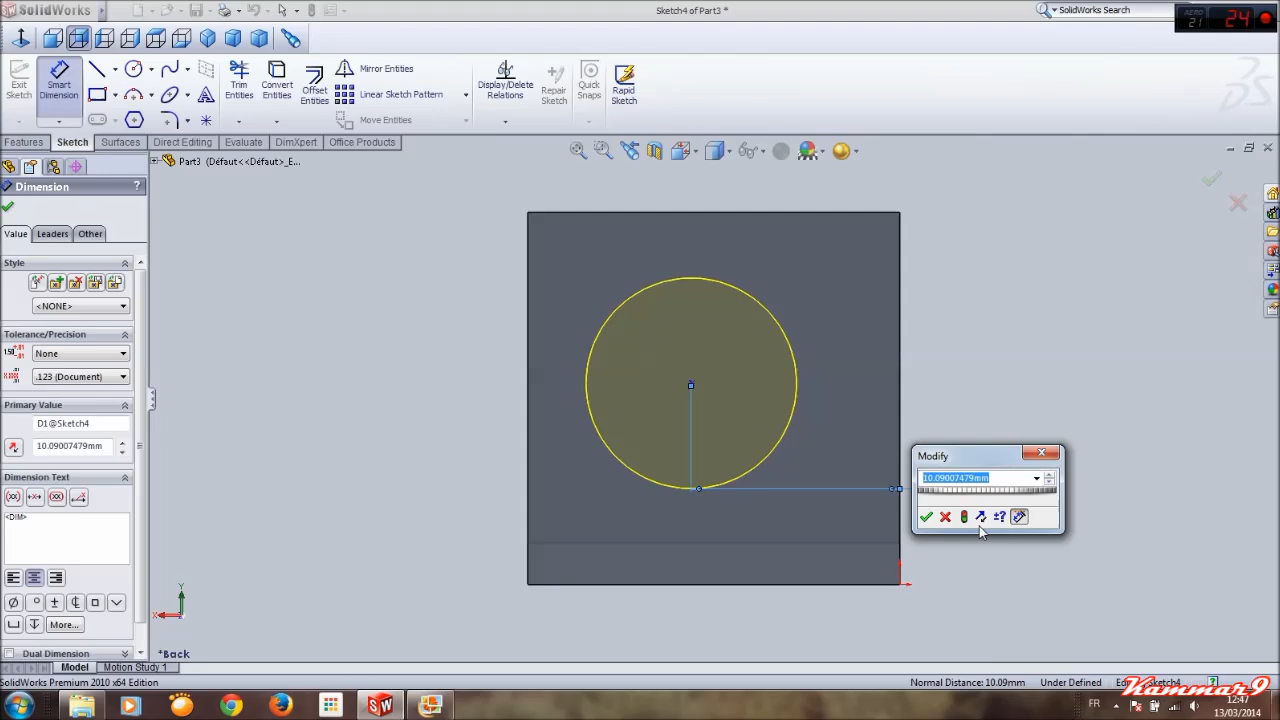 SolidWorks
Sketch4 of Part3 *
SolidWorks Search
AERO
21
24
Exit Sketch
Smart Dimension
Trim Entities
Convert Entities
Offset Entities
Mirror Entities
Linear Sketch Pattern
Move Entities
Display/Delete Relations
Repair Sketch
Quick Snaps
Rapid Sketch
Features
Sketch
Surfaces
Direct Editing
Evaluate
DimXpert
Office Products
Part3 (Défaut<<Défaut>_E...
Dimension
?
Value
Leaders
Other
Style
<NONE>
Tolerance/Precision
None
.123 (Document)
Primary Value
D1@Sketch4
10.09007479mm
Dimension Text
<DIM>
More...
Dual Dimension
Modify
10.09007479mm
±?
Y
X
*Back
Model
Motion Study 1
SolidWorks Premium 2010 x64 Edition
Normal Distance: 10.09mm
Under Defined
Kammar9
FR
12:47
13/03/2014